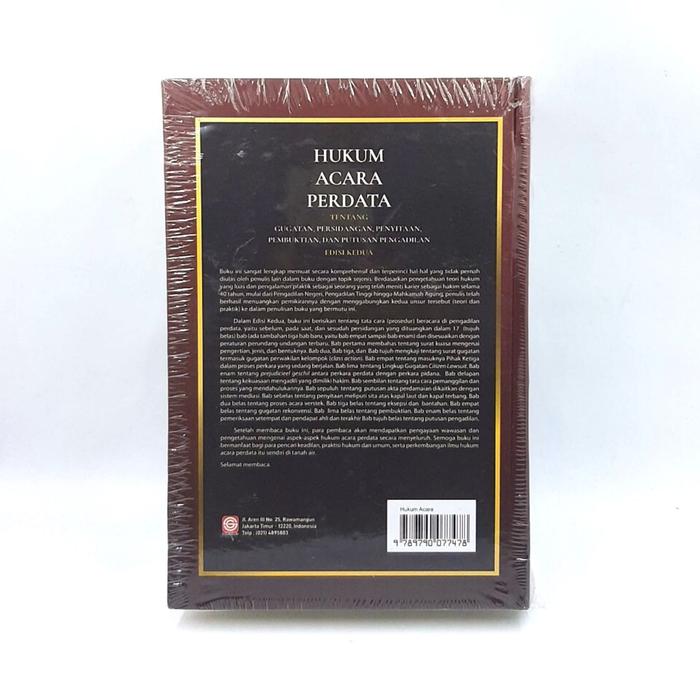 HUKUM
ACARA
PERDATA
TENTANG
GUGATAN, PERSIDANGAN, PENYITAAN,
PEMBUKTIAN, DAN PUTUSAN PENGADILAN
EDISI KEDUA
Buku ini sangat lengkap memuat secara komprehensif dan terperinci hal-hal yang tidak pernah
diulas oleh penulis lain dalam buku dengan topik sejenis. Berdasarkan pengetahuan teori hukum
yang luas dan pengalaman praktik sebagai seorang yang telah meniti karier sebagai hakim selama
40 tahun, mulai dari Pengadilan Negeri, Pengadilan Tinggi hingga Mahkamah Agung, penulis telah
berhasil menuangkan pemikirannya dengan menggabungkan kedua unsur tersebut (teori dan
praktik) ke dalam penulisan buku yang bermutu ini.
Dalam Edisi Kedua, buku ini berisikan tentang tata cara (prosedur) beracara di pengadilan
perdata, yaitu sebelum, pada saat, dan sesudah persidangan yang dituangkan dalam 17 (tujuh
belas) bab (ada tambahan tiga bab baru, yaitu bab empat sampai bab enam) dan disesuaikan dengan
peraturan perundang-undangan terbaru. Bab pertama membahas tentang surat kuasa mengenai
pengertian, jenis, dan bentuknya. Bab dua, Bab tiga, dan Bab tujuh mengkaji tentang surat gugatan
termasuk gugatan perwakilan kelompok (class action). Bab empat tentang masuknya Pihak Ketiga
dalam proses perkara yang sedang berjalan. Bab lima tentang Lingkup Gugatan Citizen Lawsuit. Bab
enam tentang prejudicieel geschil antara perkara perdata dengan perkara pidana. Bab delapan
tentang kekuasaan mengadili yang dimiliki hakim. Bab sembilan tentang tata cara pemanggilan dan
proses yang mendahulukannya. Bab sepuluh tentang putusan akta perdamaian dikaitkan dengan
sistem mediasi. Bab sebelas tentang penyitaan meliputi sita atas kapal laut dan kapal terbang. Bab
dua belas tentang proses acara verstek. Bab tiga belas tentang eksepsi dan bantahan. Bab empat
belas tentang gugatan rekonvensi. Bab lima belas tentang pembuktian. Bab enam belas tentang
pemeriksaan setempat dan pendapat ahli dan terakhir Bab tujuh belas tentang putusan pengadilan.
Setelah membaca buku ini, para pembaca akan mendapatkan pengayaan wawasan dan
pengetahuan mengenai aspek-aspek hukum acara perdata secara menyeluruh. Semoga buku ini
bermanfaat bagi para pencari keadilan, praktisi hukum dan umum, serta perkembangan ilmu hukum
acara perdata itu sendiri di tanah air.
Selamat membaca.
Jl. Aren III No. 25, Rawamangun
Jakarta Timur - 13220, Indonesia
Telp : (021) 4895883
Hukum Acara
9 789790 077478